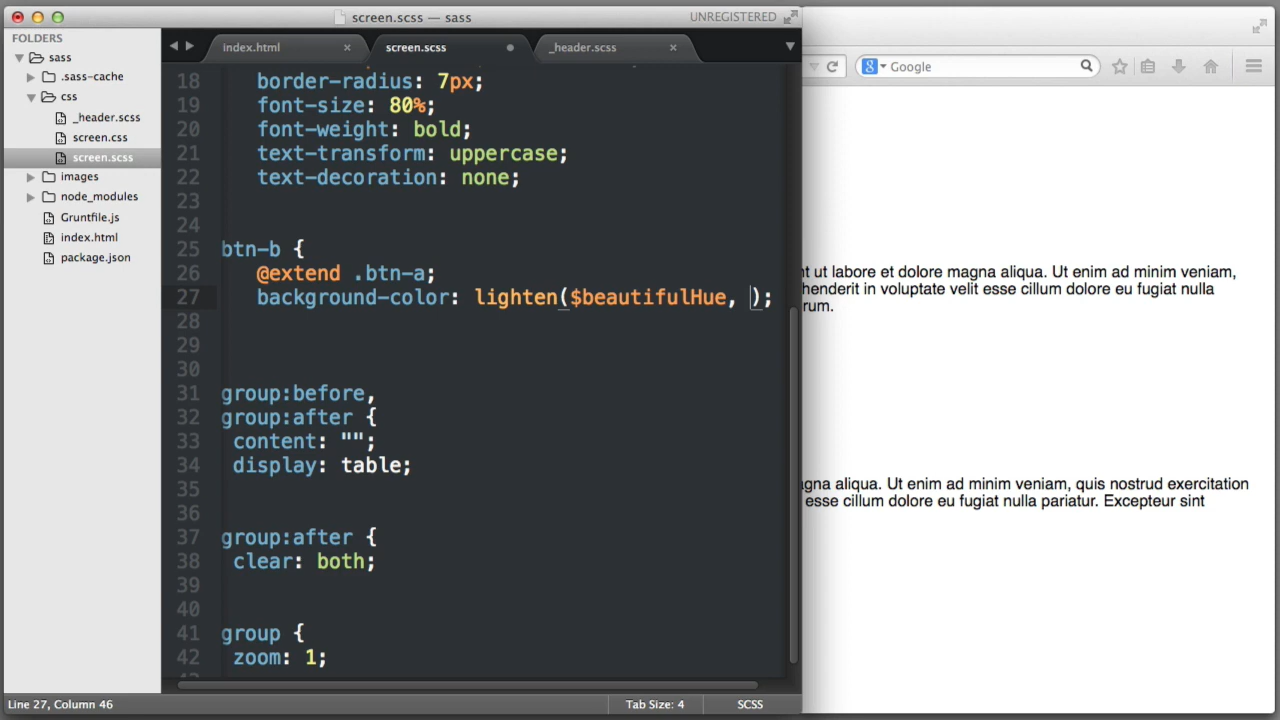 screen.scss — sass
UNREGISTERED
FOLDERS
sass
.sass-cache
css
_header.scss
screen.css
screen.scss
images
node_modules
Gruntfile.js
index.html
package.json
index.html
screen.scss
_header.scss
18 border-radius: 7px;
19 font-size: 80%;
20 font-weight: bold;
21 text-transform: uppercase;
22 text-decoration: none;
23
24
25 btn-b {
26 @extend .btn-a;
27 background-color: lighten($beautifulHue, );
28
29
30
31 group:before,
32 group:after {
33 content: "";
34 display: table;
35
36
37 group:after {
38 clear: both;
39
40
41 group {
42 zoom: 1;
Line 27, Column 46
Tab Size: 4
SCSS
Google
nt ut labore et dolore magna aliqua. Ut enim ad minim veniam,
henderit in voluptate velit esse cillum dolore eu fugiat nulla
rum.
agna aliqua. Ut enim ad minim veniam, quis nostrud exercitation
esse cillum dolore eu fugiat nulla pariatur. Excepteur sint